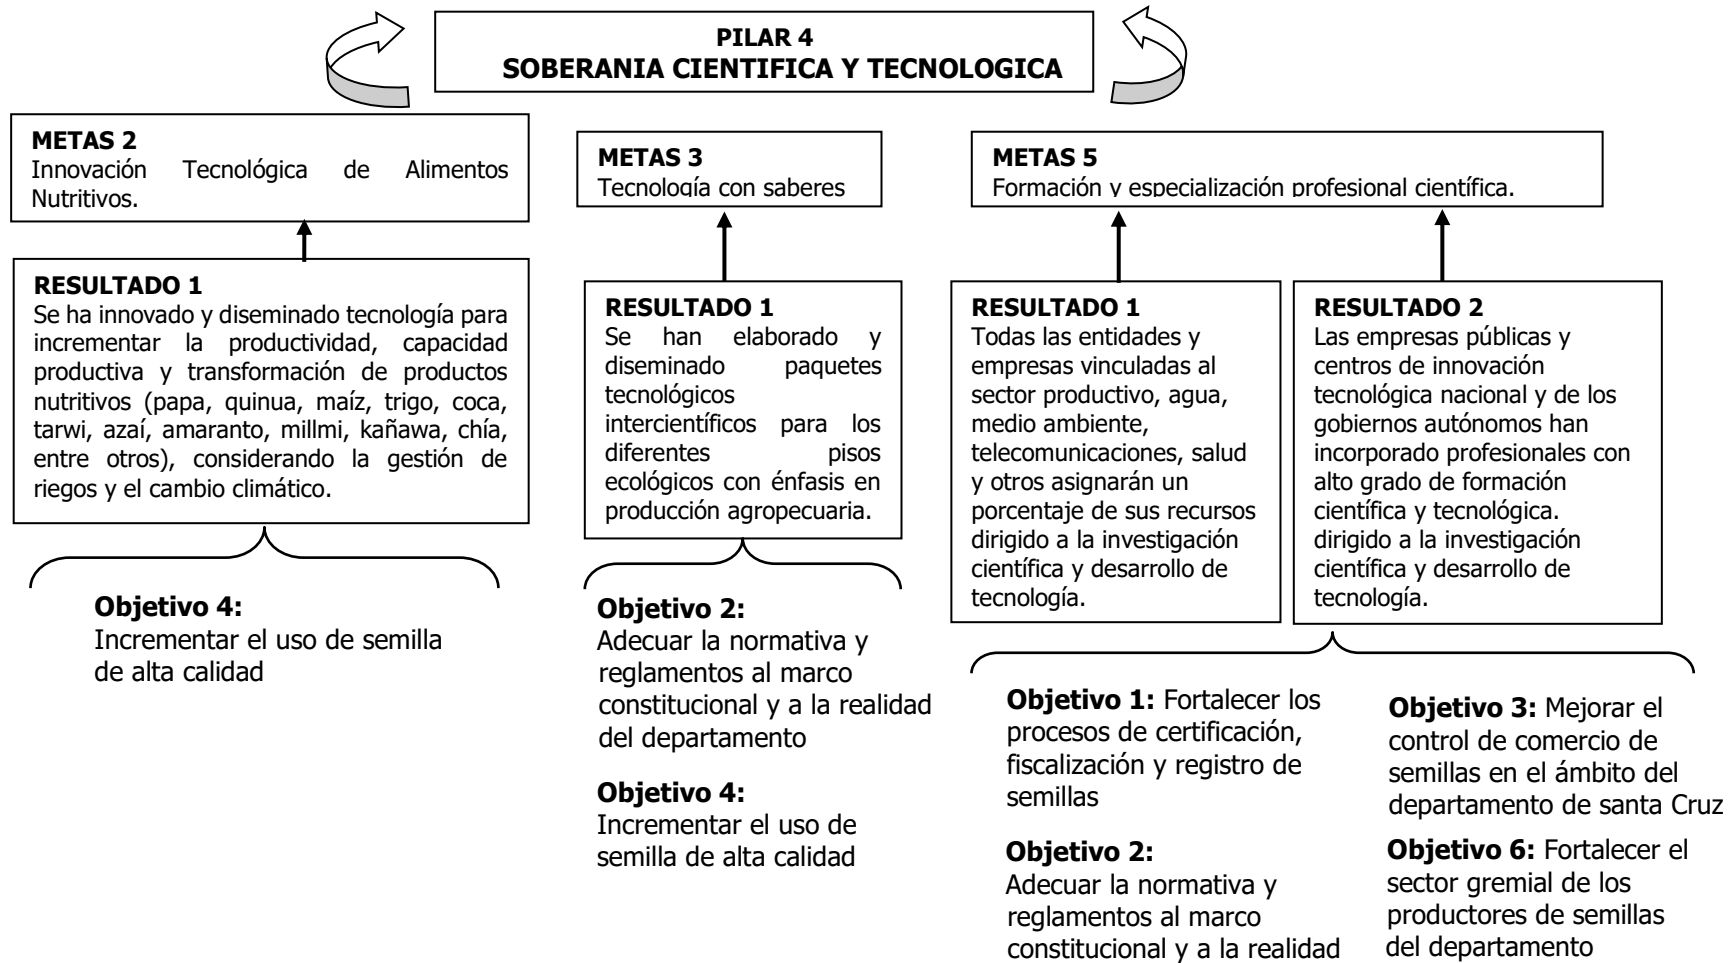 PILAR 4
SOBERANIA CIENTIFICA Y TECNOLOGICA
METAS 2
Innovación Tecnológica de Alimentos
Nutritivos.
METAS 3
Tecnología con saberes
METAS 5
Formación y especialización profesional científica.
RESULTADO 1
Se ha innovado y diseminado tecnología para
incrementar la productividad, capacidad
productiva y transformación de productos
nutritivos (papa, quinua, maíz, trigo, coca,
tarwi, azaí, amaranto, millmi, kañawa, chía,
entre otros), considerando la gestión de
riegos y el cambio climático.
RESULTADO 1
Se han elaborado y
diseminado paquetes
tecnológicos
intercientíficos para los
diferentes pisos
ecológicos con énfasis en
producción agropecuaria.
RESULTADO 1
Todas las entidades y
empresas vinculadas al
sector productivo, agua,
medio ambiente,
telecomunicaciones, salud
y otros asignarán un
porcentaje de sus recursos
dirigido a la investigación
científica y desarrollo de
tecnología.
RESULTADO 2
Las empresas públicas y
centros de innovación
tecnológica nacional y de los
gobiernos autónomos han
incorporado profesionales con
alto grado de formación
científica y tecnológica.
dirigido a la investigación
científica y desarrollo de
tecnología.
Objetivo 4:
Incrementar el uso de semilla
de alta calidad
Objetivo 2:
Adecuar la normativa y
reglamentos al marco
constitucional y a la realidad
del departamento
Objetivo 4:
Incrementar el uso de
semilla de alta calidad
Objetivo 1: Fortalecer los
procesos de certificación,
fiscalización y registro de
semillas
Objetivo 2:
Adecuar la normativa y
reglamentos al marco
constitucional y a la realidad
Objetivo 3: Mejorar el
control de comercio de
semillas en el ámbito del
departamento de santa Cruz
Objetivo 6: Fortalecer el
sector gremial de los
productores de semillas
del departamento